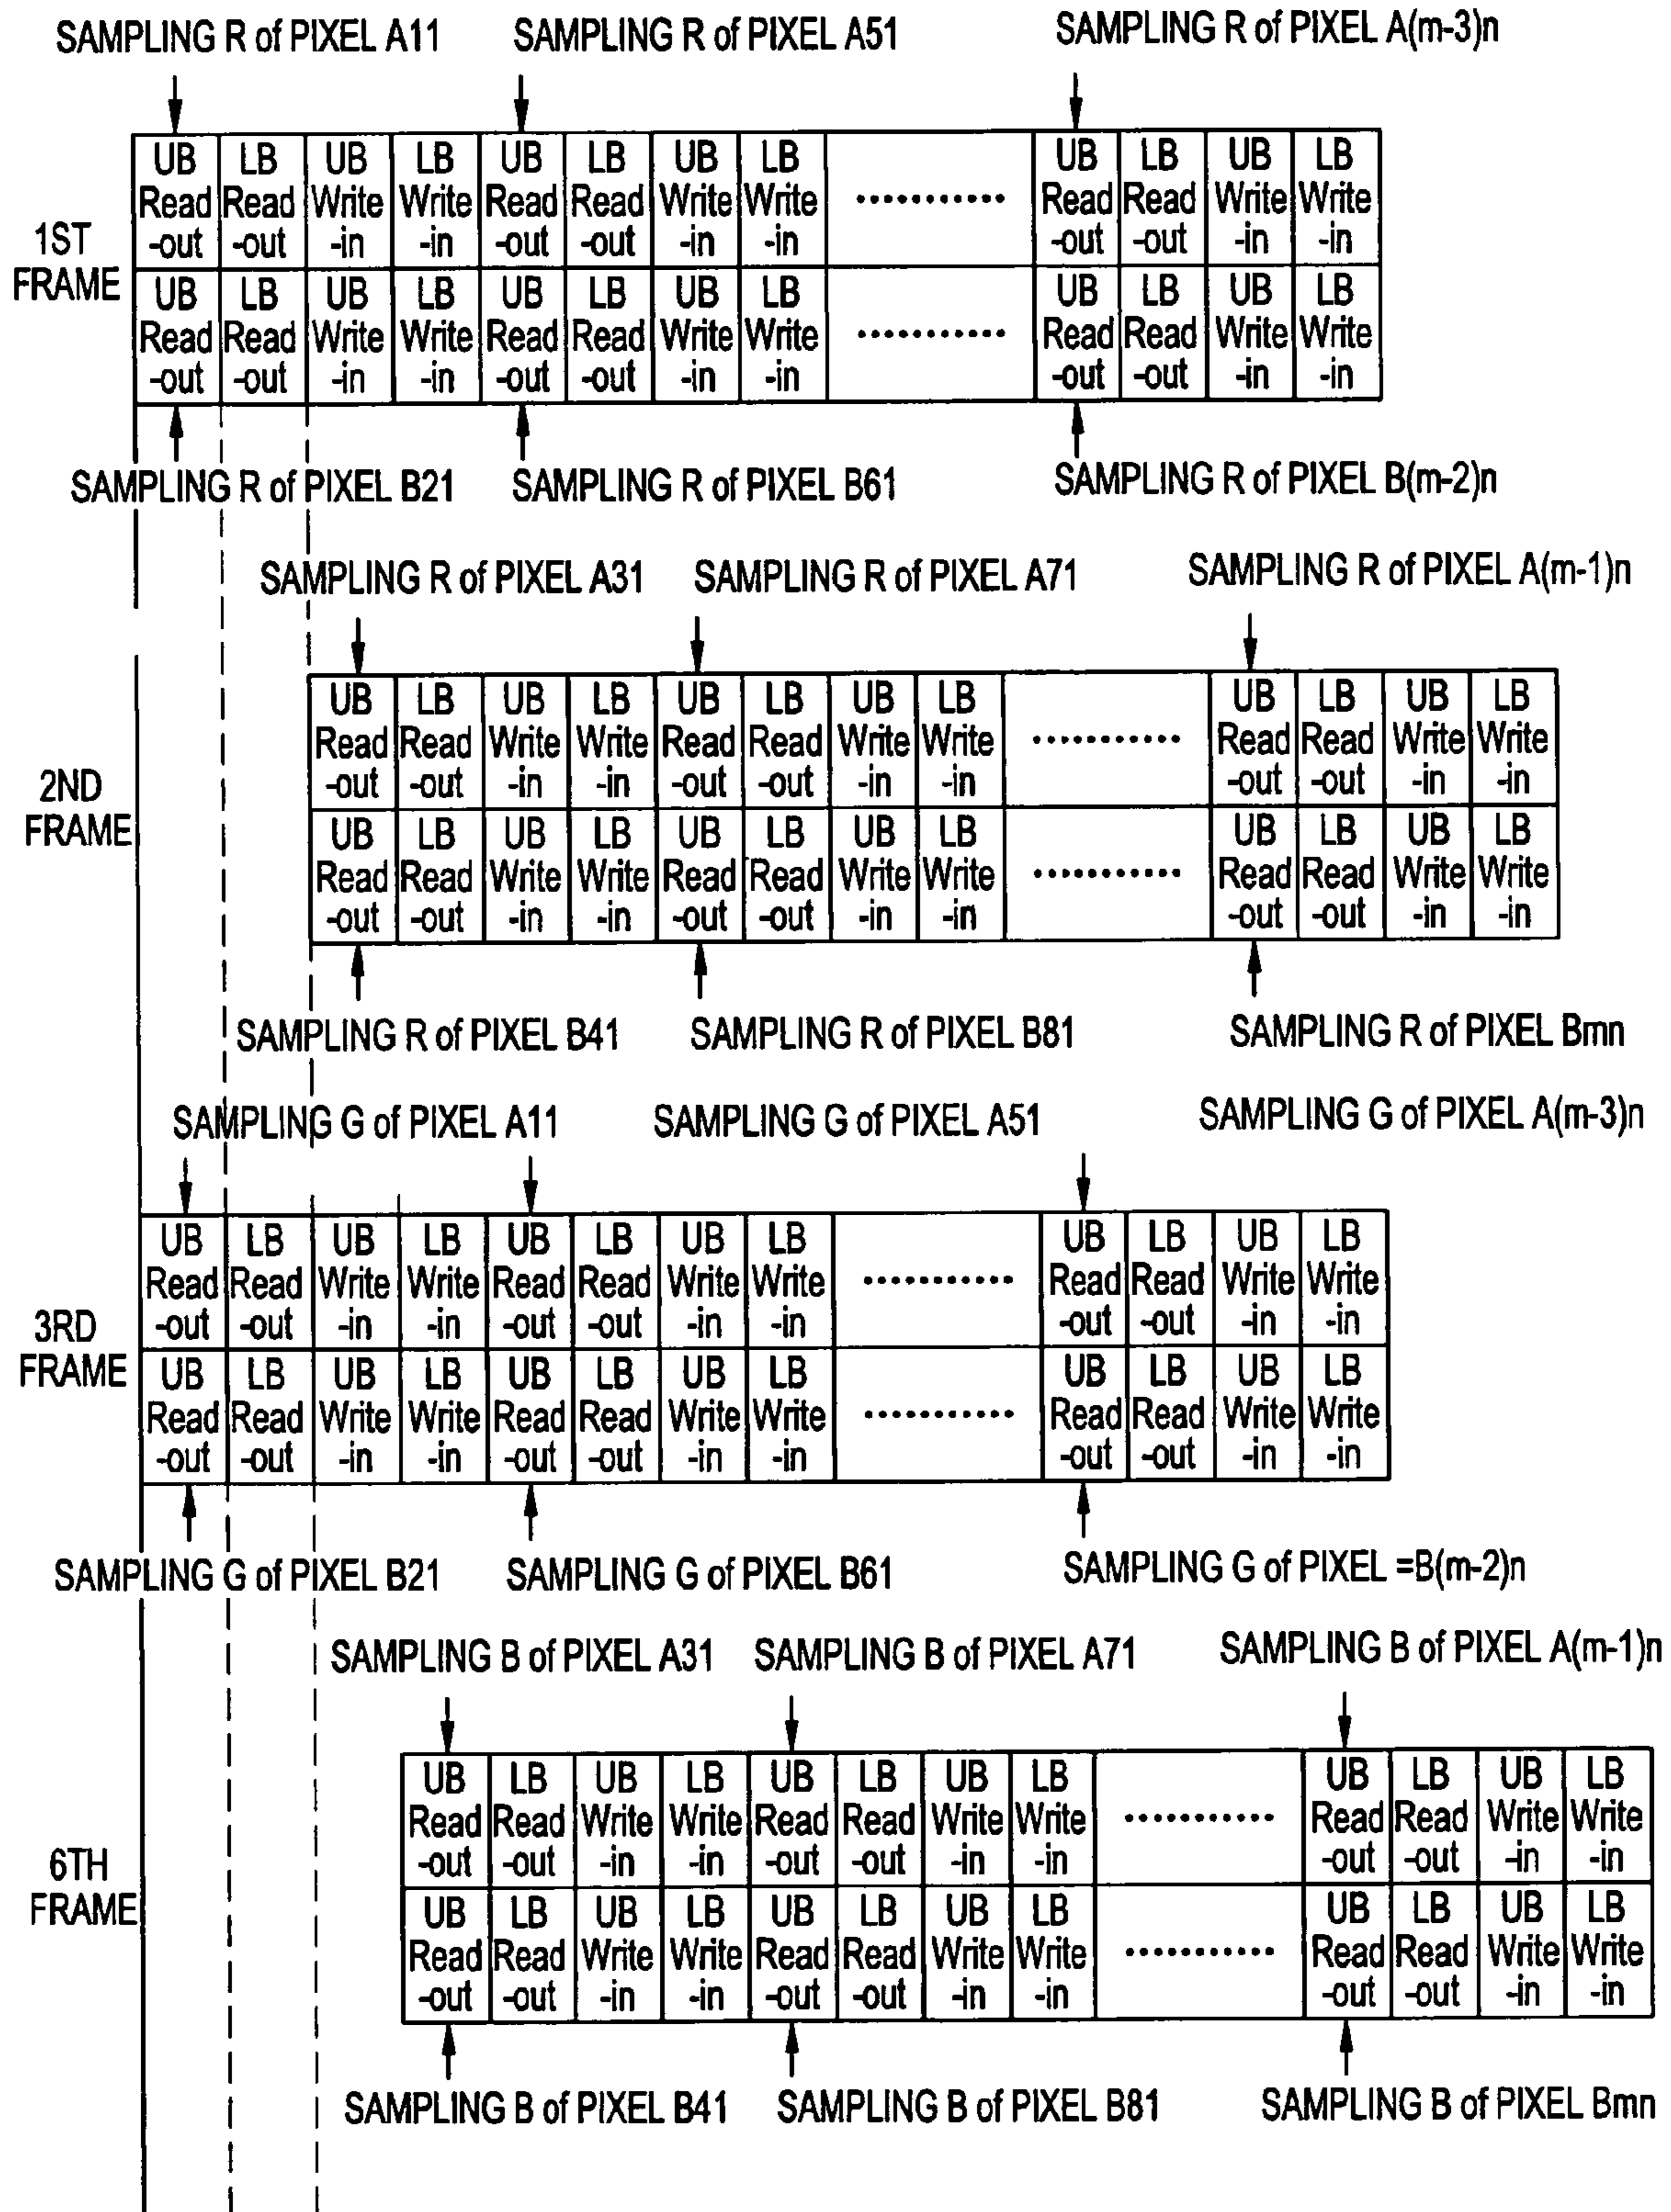 SAMPLING R of PIXEL A11 SAMPLING R of PIXEL A51 SAMPLING R of PIXEL A(m-3)n
1ST
FRAME
UB LB UB LB UB LB UB LB UB LB UB LB
Read Read Write Write Read Read Write Write ........... Read Read Write Write
-out -out -in -in -out -out -in -in -out -out -in -in
UB LB UB LB UB LB UB LB UB LB UB LB
Read Read Write Write Read Read Write Write ........... Read Read Write Write
-out -out -in -in -out -out -in -in -out -out -in -in
SAMPLING R of PIXEL B21 SAMPLING R of PIXEL B61 SAMPLING R of PIXEL B(m-2)n
SAMPLING R of PIXEL A31 SAMPLING R of PIXEL A71 SAMPLING R of PIXEL A(m-1)n
2ND
FRAME
UB LB UB LB UB LB UB LB UB LB UB LB
Read Read Write Write Read Read Write Write ........... Read Read Write Write
-out -out -in -in -out -out -in -in -out -out -in -in
UB LB UB LB UB LB UB LB UB LB UB LB
Read Read Write Write Read Read Write Write ........... Read Read Write Write
-out -out -in -in -out -out -in -in -out -out -in -in
SAMPLING R of PIXEL B41 SAMPLING R of PIXEL B81 SAMPLING R of PIXEL Bmn
SAMPLING G of PIXEL A11 SAMPLING G of PIXEL A51 SAMPLING G of PIXEL A(m-3)n
3RD
FRAME
UB LB UB LB UB LB UB LB UB LB UB LB
Read Read Write Write Read Read Write Write ........... Read Read Write Write
-out -out -in -in -out -out -in -in -out -out -in -in
UB LB UB LB UB LB UB LB UB LB UB LB
Read Read Write Write Read Read Write Write ........... Read Read Write Write
-out -out -in -in -out -out -in -in -out -out -in -in
SAMPLING G of PIXEL B21 SAMPLING G of PIXEL B61 SAMPLING G of PIXEL =B(m-2)n
SAMPLING B of PIXEL A31 SAMPLING B of PIXEL A71 SAMPLING B of PIXEL A(m-1)n
6TH
FRAME
UB LB UB LB UB LB UB LB UB LB UB LB
Read Read Write Write Read Read Write Write ........... Read Read Write Write
-out -out -in -in -out -out -in -in -out -out -in -in
UB LB UB LB UB LB UB LB UB LB UB LB
Read Read Write Write Read Read Write Write ........... Read Read Write Write
-out -out -in -in -out -out -in -in -out -out -in -in
SAMPLING B of PIXEL B41 SAMPLING B of PIXEL B81 SAMPLING B of PIXEL Bmn